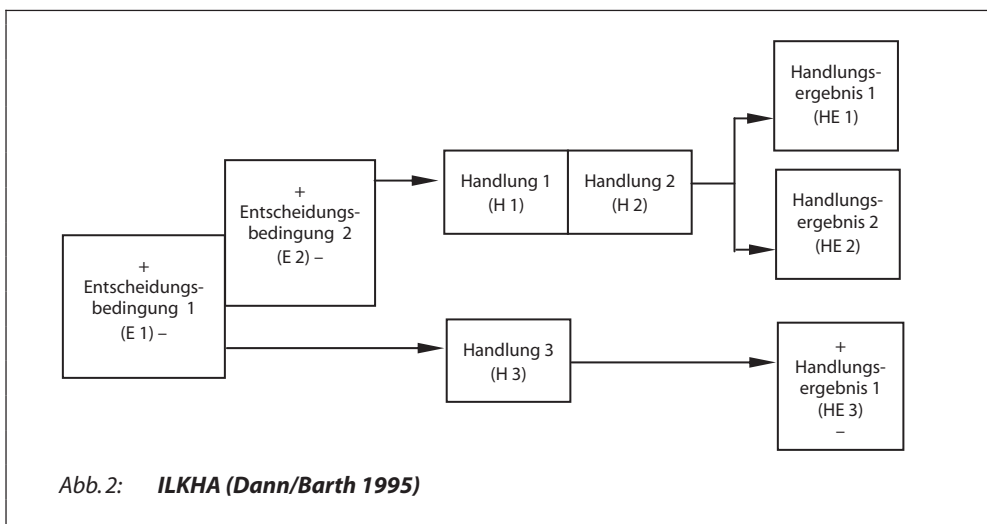 +
Entscheidungs-
bedingung 1
(E 1) –
+
Entscheidungs-
bedingung 2
(E 2) –
Handlung 1
(H 1)
Handlung 2
(H 2)
Handlungs-
ergebnis 1
(HE 1)
Handlungs-
ergebnis 2
(HE 2)
Handlung 3
(H 3)
+
Handlungs-
ergebnis 1
(HE 3)
–
Abb. 2: ILKHA (Dann/Barth 1995)